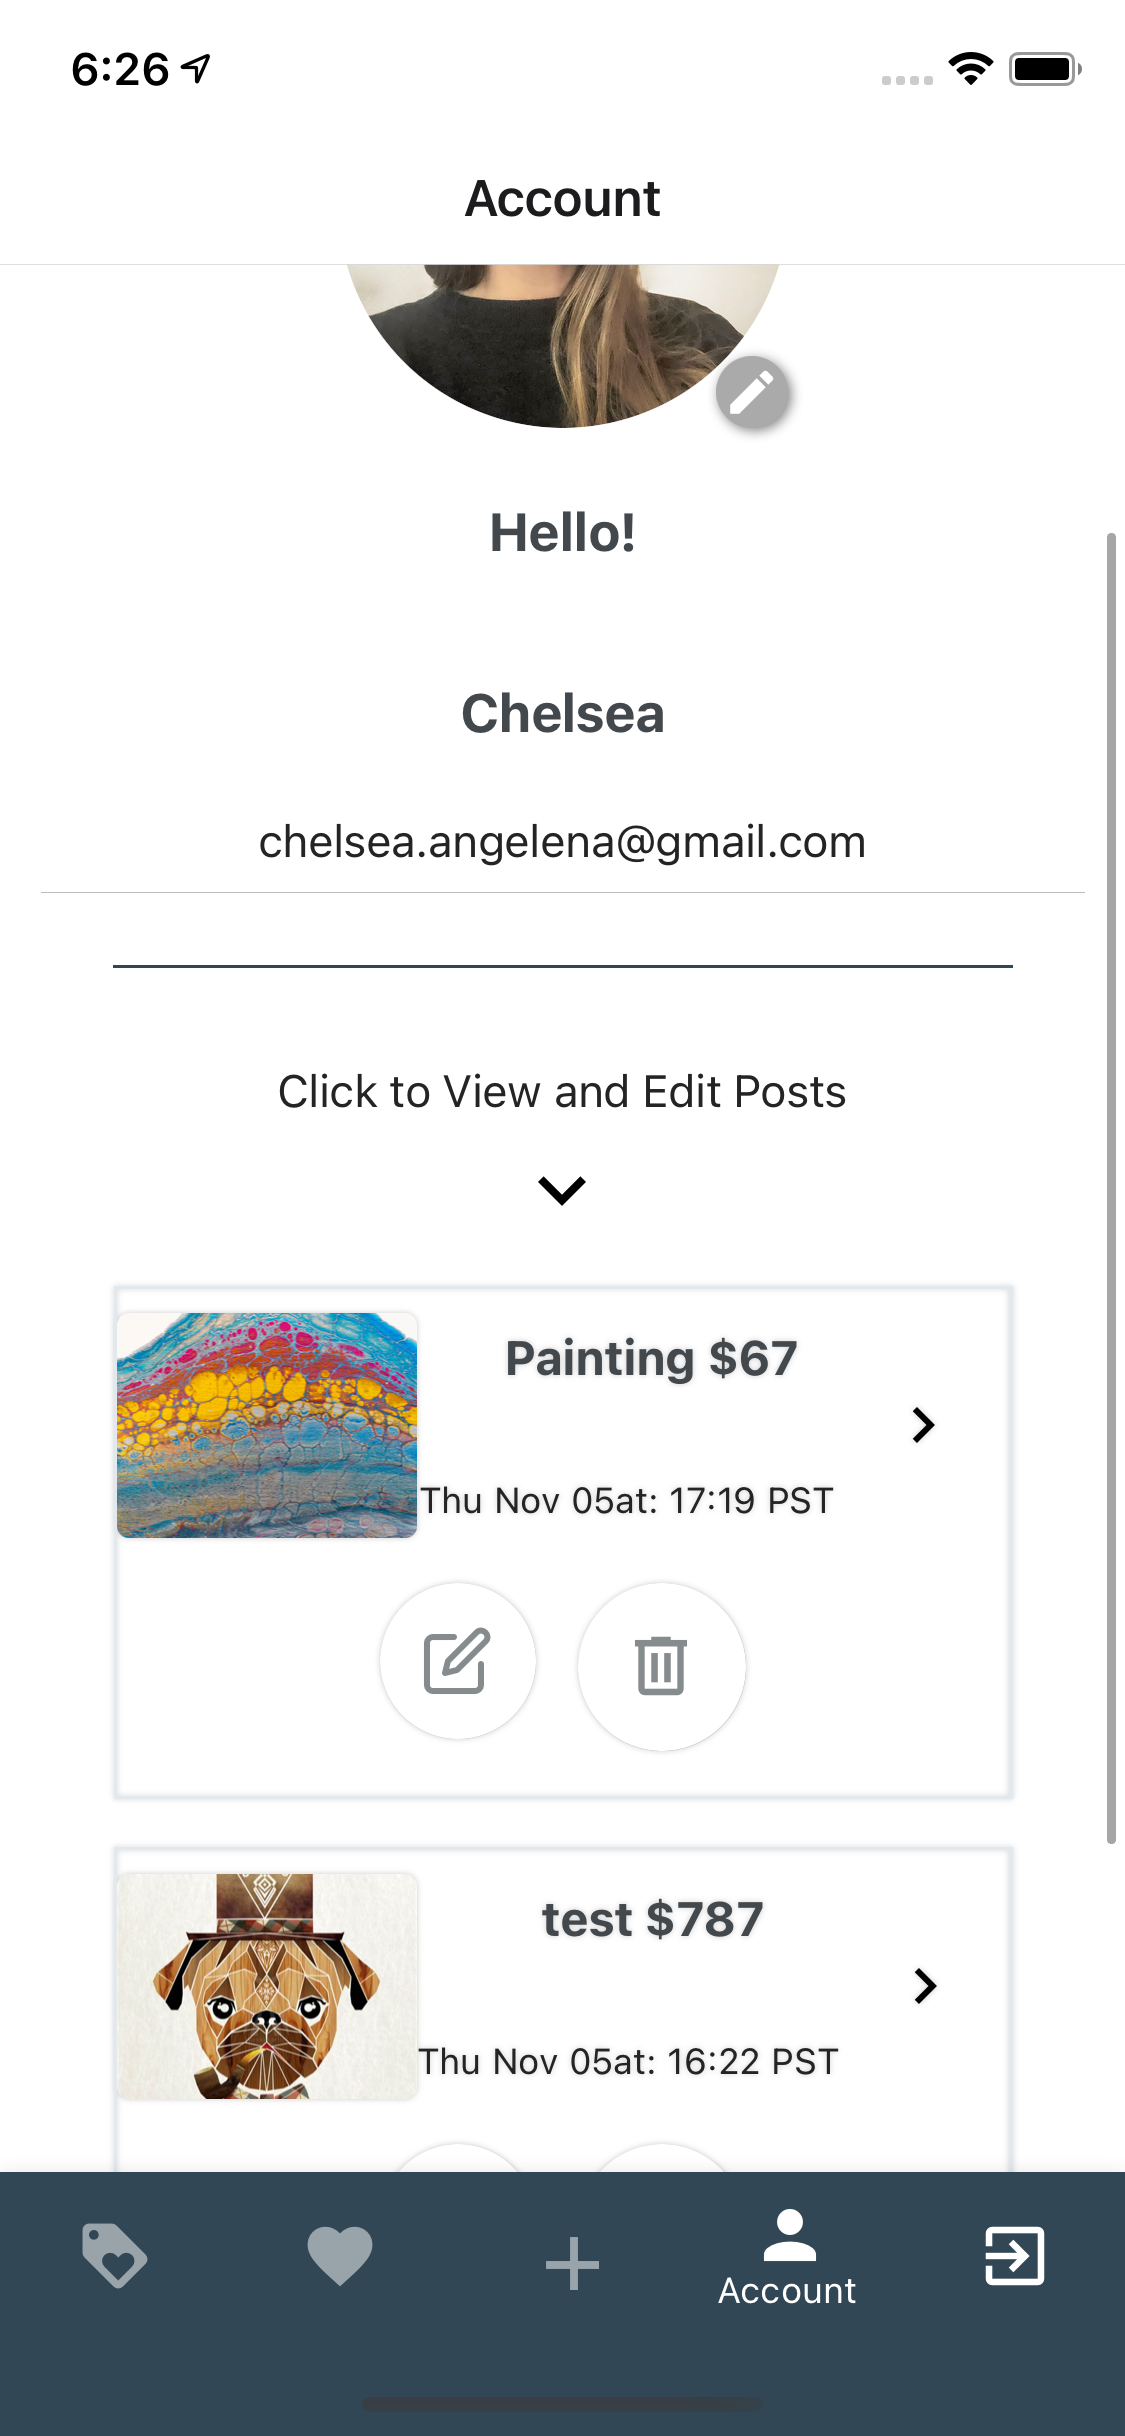 6:26
Account
Hello!
Chelsea
chelsea.angelena@gmail.com
Click to View and Edit Posts
Painting $67
Thu Nov 05at: 17:19 PST
test $787
Thu Nov 05at: 16:22 PST
Account